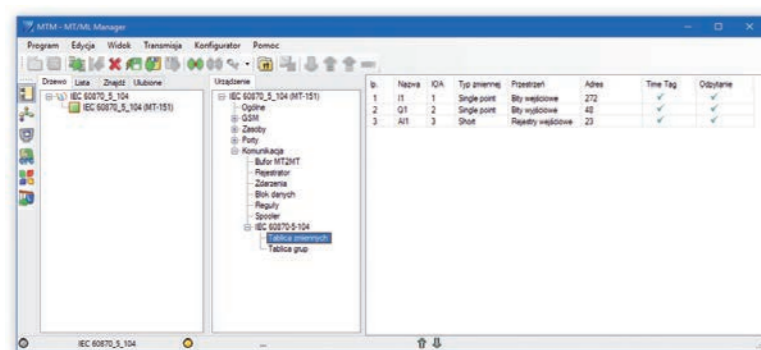 MTM - MT/ML Manager
Program Edycja Widok Transmisja Konfigurator Pomoc
Drzewo Lista Znajdź Ulubione
IEC 60870_5_104
IEC 60870_5_104 (MT-151)
Urządzenie
IEC 60870_5_104 (MT-151)
Ogólne
GSM
Zasoby
Porty
Komunikacja
Bufor MT2MT
Rejestrator
Zdarzenia
Blok danych
Reguły
Spooler
IEC 60870-5-104
Tablica zmiennych
Tablica grup
lp. Nazwa IOA Typ zmiennej Przestrzeń Adres Time Tag Odpytanie
1 I1 1 Single point Bity wejściowe 272 ✓ ✓
2 Q1 2 Single point Bity wyjściowe 48 ✓ ✓
3 AI1 3 Short Rejestry wejściowe 23 ✓ ✓
IEC 60870_5_104 ...